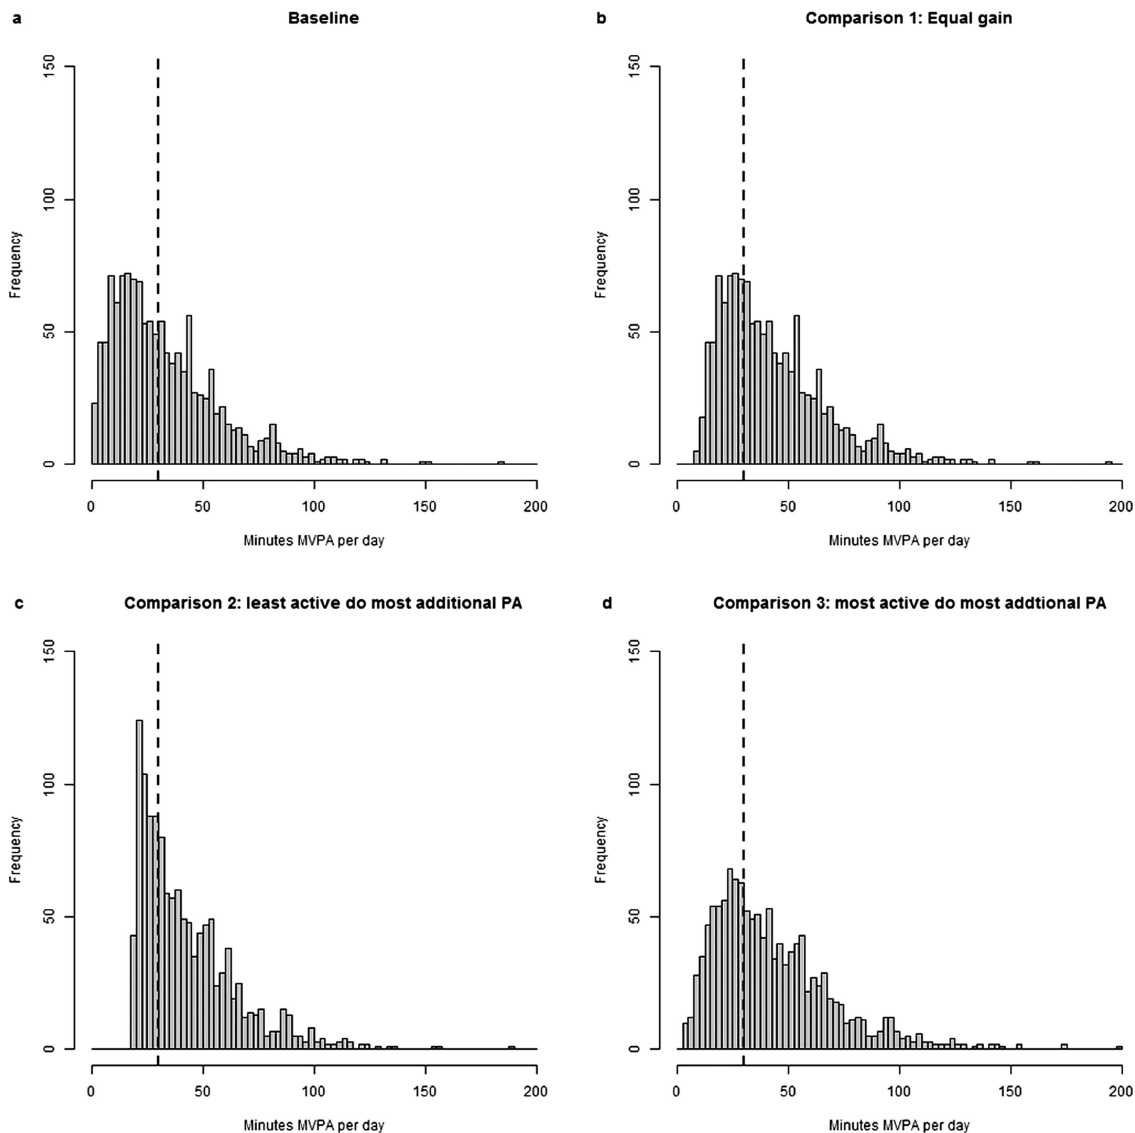 a
Baseline
150
100
50
0
Frequency
0 50 100 150 200
Minutes MVPA per day
b
Comparison 1: Equal gain
150
100
50
0
Frequency
0 50 100 150 200
Minutes MVPA per day
c
Comparison 2: least active do most additional PA
150
100
50
0
Frequency
0 50 100 150 200
Minutes MVPA per day
d
Comparison 3: most active do most addtional PA
150
100
50
0
Frequency
0 50 100 150 200
Minutes MVPA per day